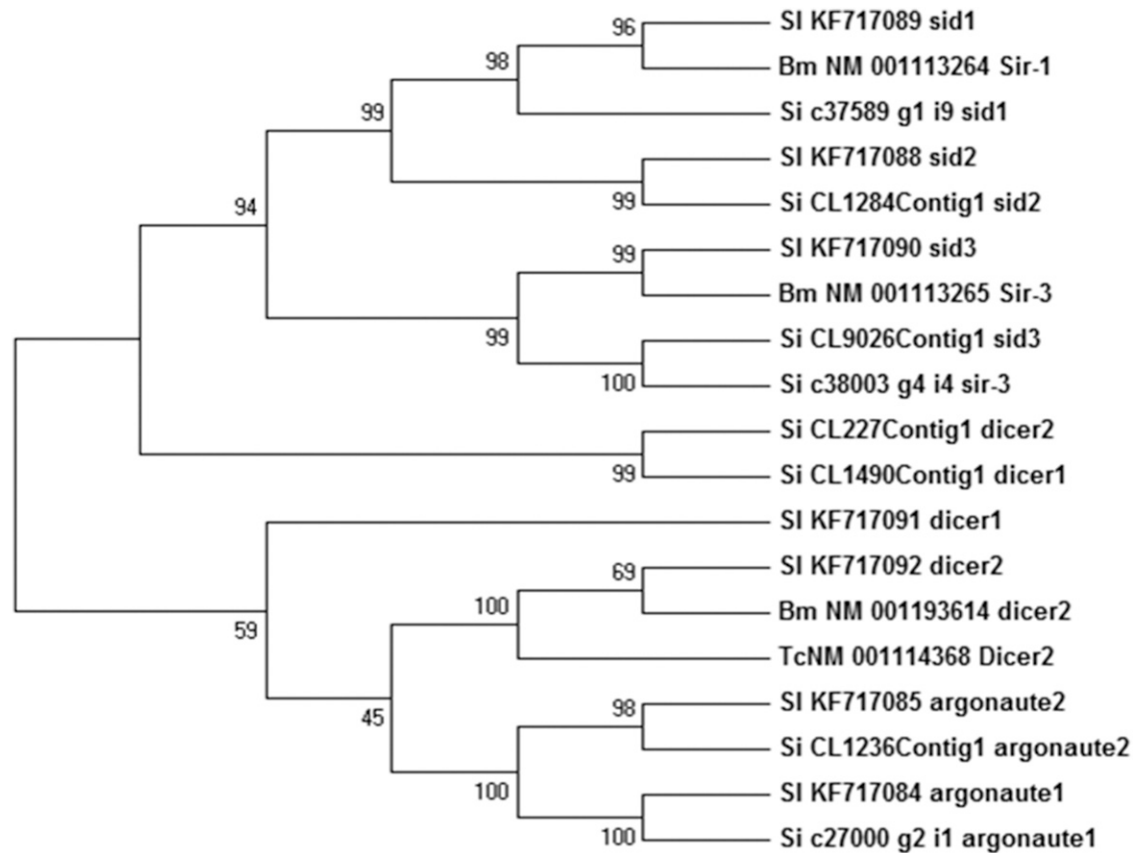 96
SI KF717089 sid1
98
Bm NM 001113264 Sir-1
99
Si c37589 g1 i9 sid1
SI KF717088 sid2
94
99
Si CL1284Contig1 sid2
99
SI KF717090 sid3
Bm NM 001113265 Sir-3
99
Si CL9026Contig1 sid3
100
Si c38003 g4 i4 sir-3
Si CL227Contig1 dicer2
99
Si CL1490Contig1 dicer1
SI KF717091 dicer1
69
SI KF717092 dicer2
100
Bm NM 001193614 dicer2
59
TcNM 001114368 Dicer2
45
98
SI KF717085 argonaute2
Si CL1236Contig1 argonaute2
100
SI KF717084 argonaute1
100
Si c27000 g2 i1 argonaute1